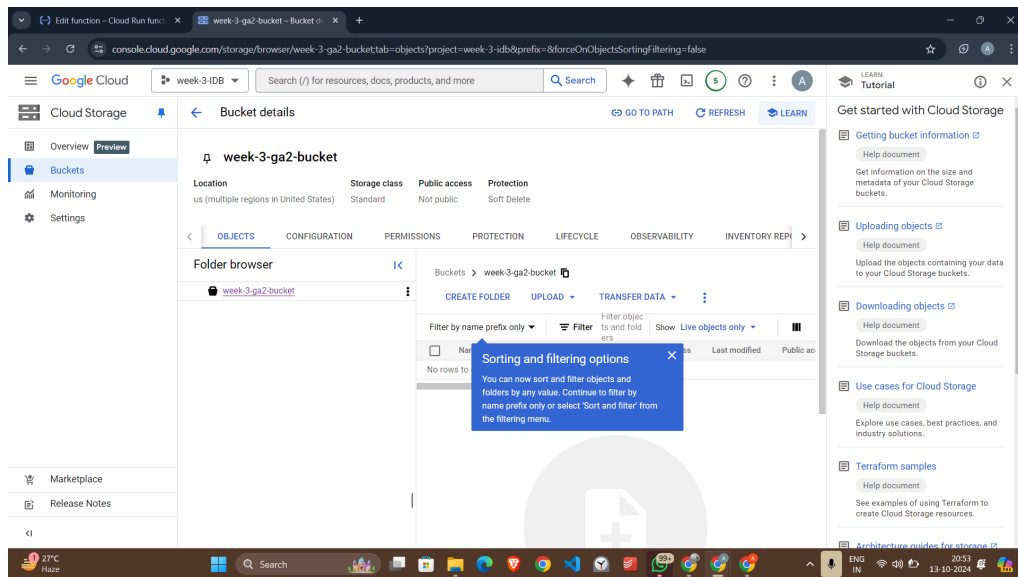 Edit function – Cloud Run funct
week-3-ga2-bucket – Bucket de
console.cloud.google.com/storage/browser/week-3-ga2-bucket;tab=objects?project=week-3-idb&prefix=&forceOnObjectsSortingFiltering=false
A
Google Cloud
week-3-IDB
Search (/) for resources, docs, products, and more
Search
5
A
LEARN
Tutorial
Cloud Storage
Bucket details
GO TO PATH
REFRESH
LEARN
Overview Preview
Buckets
Monitoring
Settings
week-3-ga2-bucket
Location Storage class Public access Protection
us (multiple regions in United States) Standard Not public Soft Delete
OBJECTS CONFIGURATION PERMISSIONS PROTECTION LIFECYCLE OBSERVABILITY INVENTORY REPO
Folder browser
week-3-ga2-bucket
Buckets > week-3-ga2-bucket
CREATE FOLDER UPLOAD TRANSFER DATA
Filter by name prefix only
Filter
Filter objec
ts and fold
ers
Show Live objects only
Last modified Public ac
No rows to
Sorting and filtering options
You can now sort and filter objects and
folders by any value. Continue to filter by
name prefix only or select 'Sort and filter' from
the filtering menu.
Get started with Cloud Storage
Getting bucket information
Help document
Get information on the size and
metadata of your Cloud Storage
buckets.
Uploading objects
Help document
Upload the objects containing your data
to your Cloud Storage buckets.
Downloading objects
Help document
Download the objects from your Cloud
Storage buckets.
Use cases for Cloud Storage
Help document
Explore use cases, best practices, and
industry solutions.
Terraform samples
Help document
See examples of using Terraform to
create Cloud Storage resources.
Architecture guides for storage
Marketplace
Release Notes
1
27°C
Haze
Search
99+
ENG
IN
20:53
13-10-2024